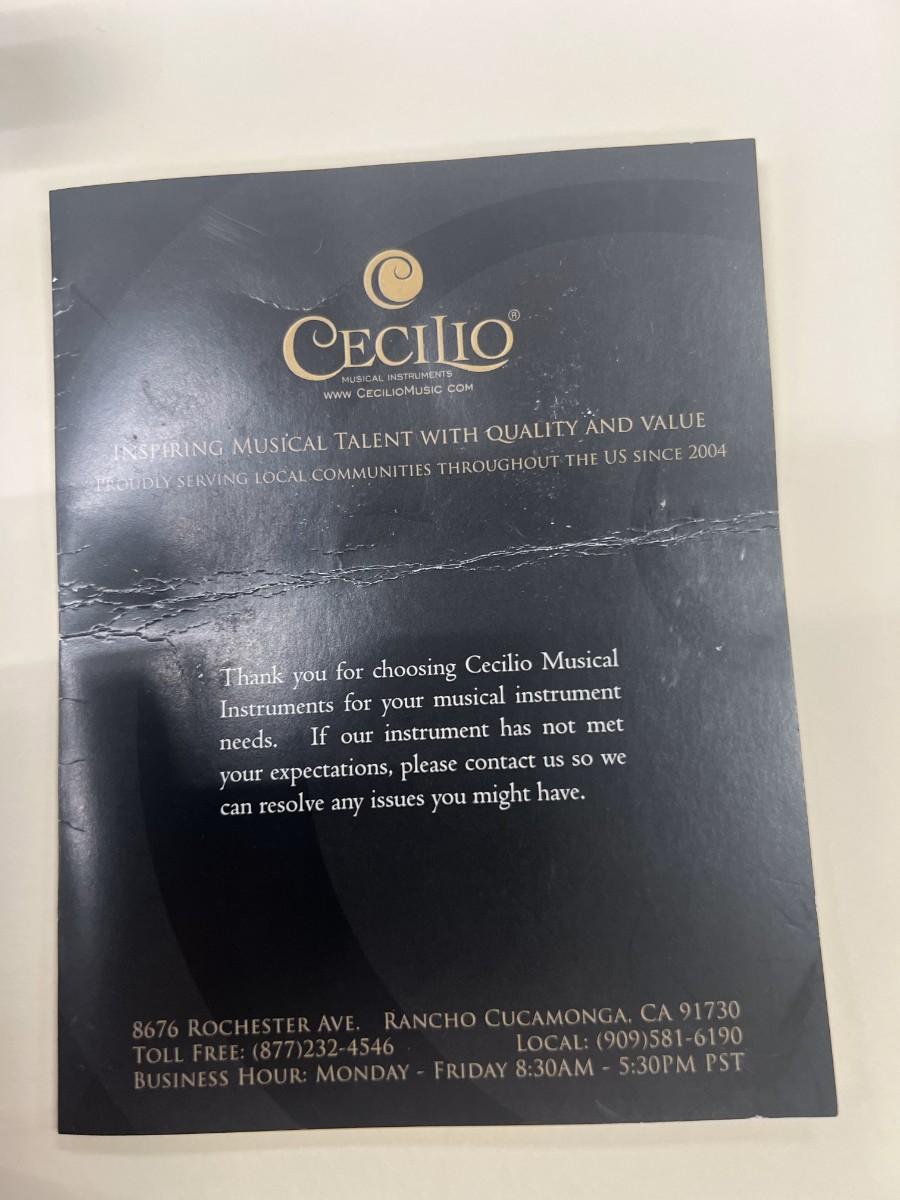 CECILIO®
MUSICAL INSTRUMENTS
WWW CECILIOMUSIC COM
INSPIRING MUSICAL TALENT WITH QUALITY AND VALUE
PROUDLY SERVING LOCAL COMMUNITIES THROUGHOUT THE US SINCE 2004
Thank you for choosing Cecilio Musical
Instruments for your musical instrument
needs. If our instrument has not met
your expectations, please contact us so we
can resolve any issues you might have.
8676 ROCHESTER AVE. RANCHO CUCAMONGA, CA 91730
TOLL FREE: (877)232-4546 LOCAL: (909)581-6190
BUSINESS HOUR: MONDAY - FRIDAY 8:30AM - 5:30PM PST